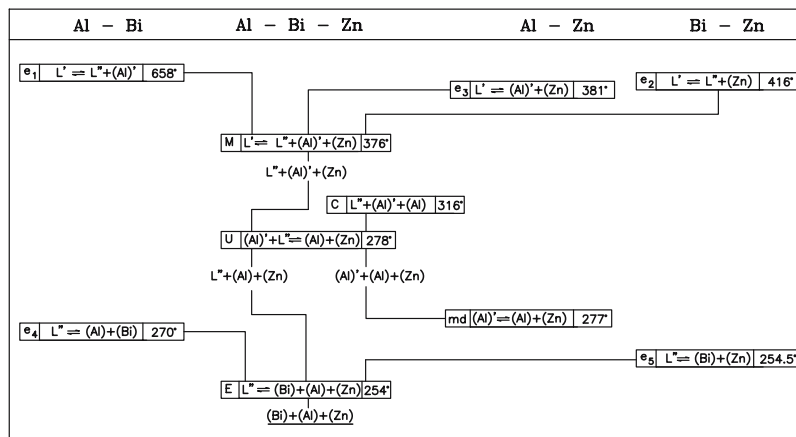 Al – Bi Al – Bi – Zn Al – Zn Bi – Zn
e₁ L' ⇌ L"+(Al)' 658°
e₂ L' ⇌ L"+(Zn) 416°
e₃ L' ⇌ (Al)'+(Zn) 381°
M L'⇌ L"+(Al)'+(Zn) 376°
L"+(Al)'+(Zn)
C L"+(Al)'+(Al) 316°
U (Al)'+L"⇌(Al)+(Zn) 278°
L"+(Al)+(Zn) (Al)'+(Al)+(Zn)
md (Al)'⇌(Al)+(Zn) 277°
e₄ L" ⇌ (Al)+(Bi) 270°
e₅ L"⇌(Bi)+(Zn) 254.5°
E L"⇌(Bi)+(Al)+(Zn) 254°
(Bi)+(Al)+(Zn)